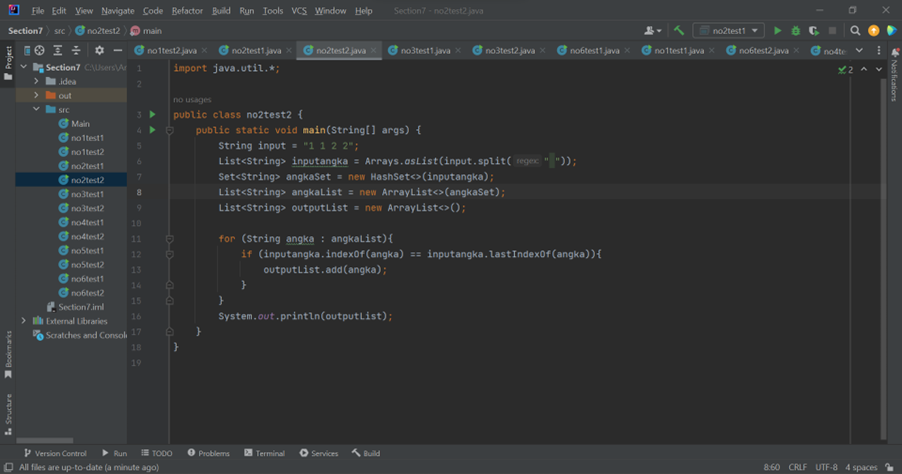 File Edit View Navigate Code Refactor Build Run Tools VCS Window Help Section7 - no2test2.java
Section7 src no2test2 main no2test1
no1test2.java no2test1.java no2test2.java no3test1.java no3test2.java no6test1.java no1test1.java no6test2.java no4te
Project
Section7 C:\Users\Ar
.idea
out
src
Main
no1test1
no1test2
no2test1
no2test2
no3test1
no3test2
no4test1
no4test2
no5test1
no5test2
no6test1
no6test2
Section7.iml
External Libraries
Scratches and Consol
Bookmarks
Structure
Notifications
2
1 import java.util.*;
2
no usages
3 public class no2test2 {
4 public static void main(String[] args) {
5 String input = "1 1 2 2";
6 List<String> inputangka = Arrays.asList(input.split( regex: " "));
7 Set<String> angkaSet = new HashSet<>(inputangka);
8 List<String> angkaList = new ArrayList<>(angkaSet);
9 List<String> outputList = new ArrayList<>();
10
11 for (String angka : angkaList){
12 if (inputangka.indexOf(angka) == inputangka.lastIndexOf(angka)){
13 outputList.add(angka);
14 }
15 }
16 System.out.println(outputList);
17 }
18 }
19
Version Control Run TODO Problems Terminal Services Build
All files are up-to-date (a minute ago) 8:60 CRLF UTF-8 4 spaces